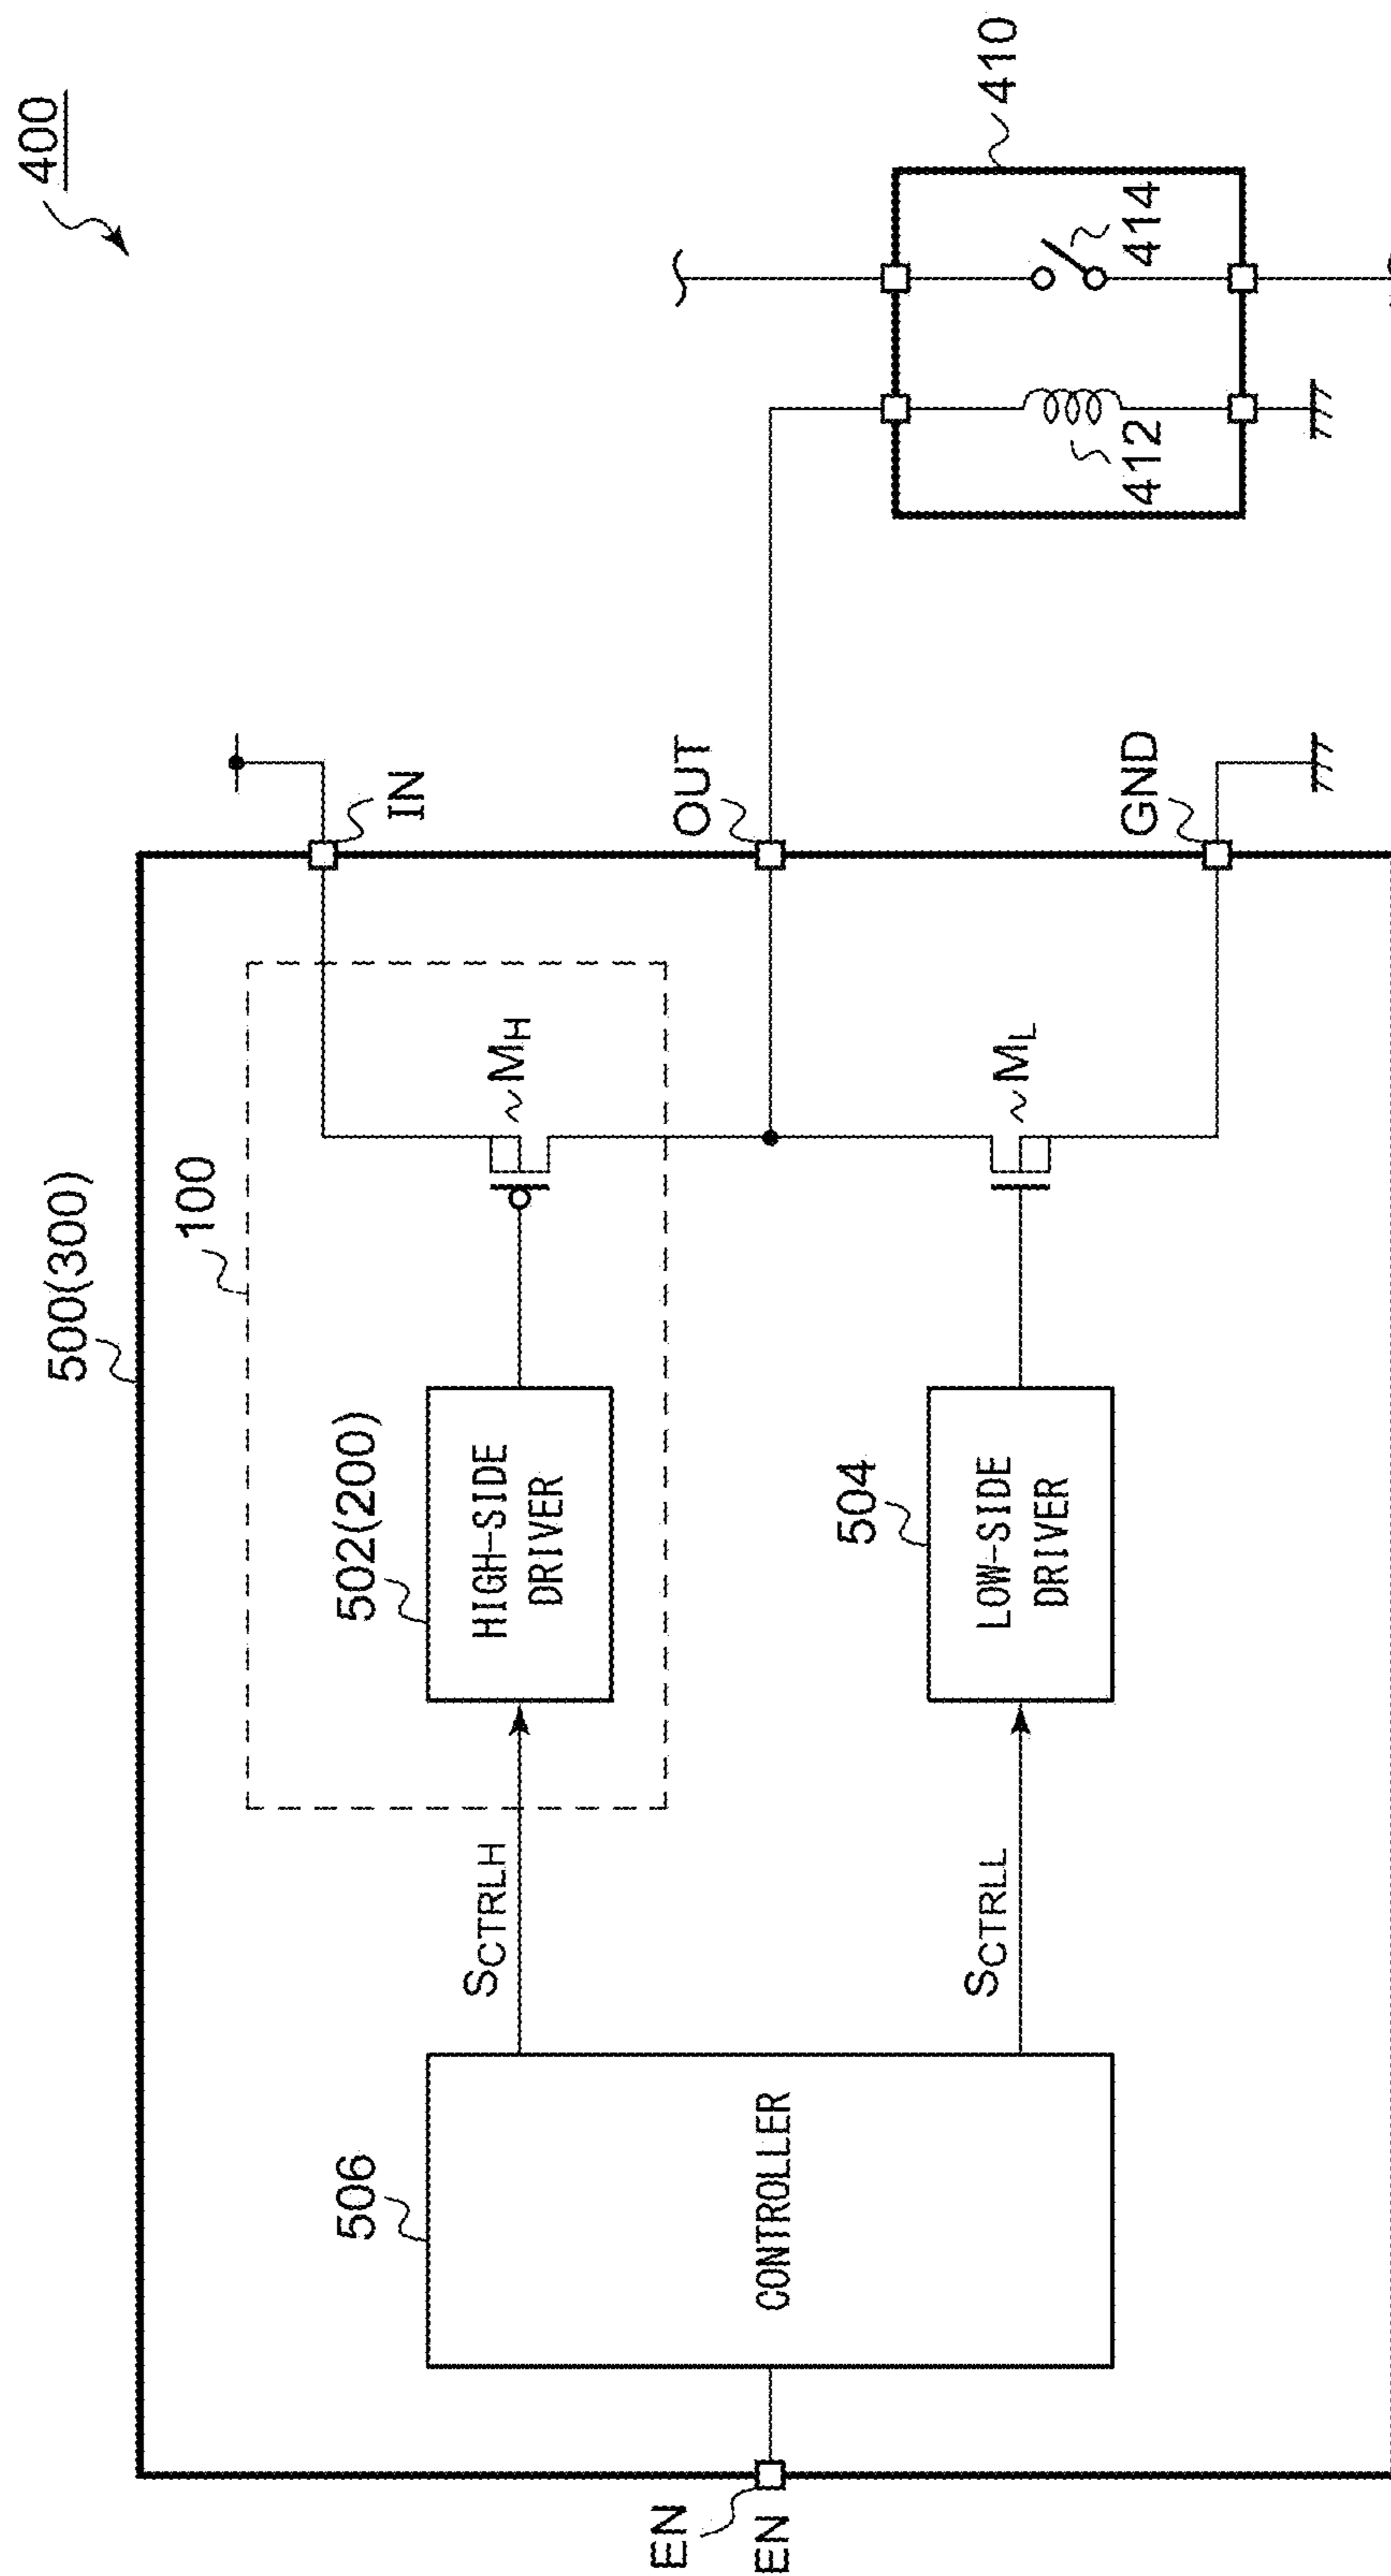 400
500(300)
100
IN
502(200)
HIGH-SIDE
DRIVER
MH
506
SCTRLH
OUT
EN
EN
CONTROLLER
410
414
412
504
LOW-SIDE
DRIVER
ML
SCTRLL
GND